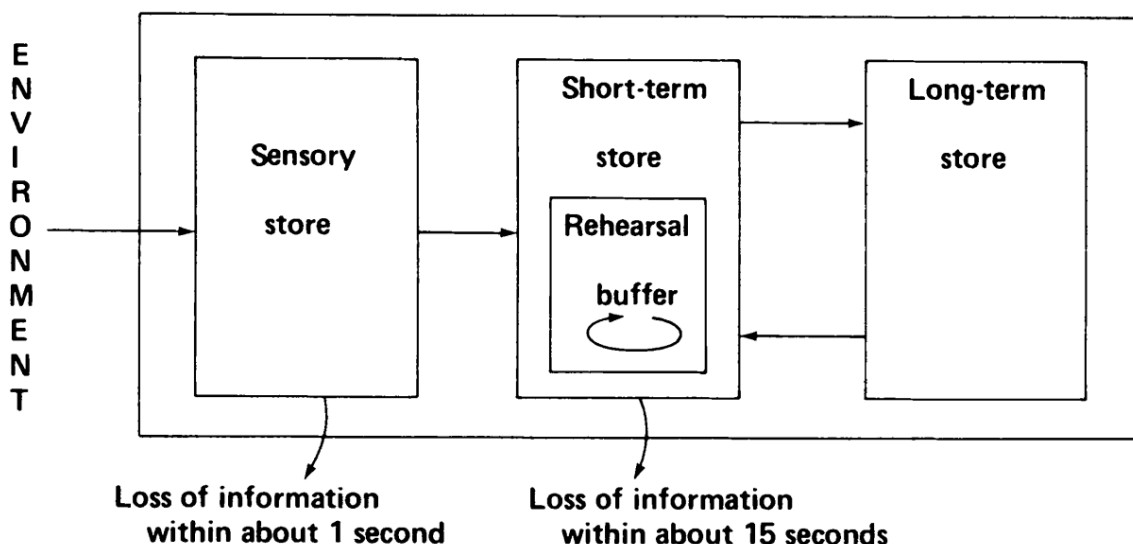 ENVIRONMENT
Sensory
store
Short-term
store
Rehearsal
buffer
Long-term
store
Loss of information
within about 1 second
Loss of information
within about 15 seconds